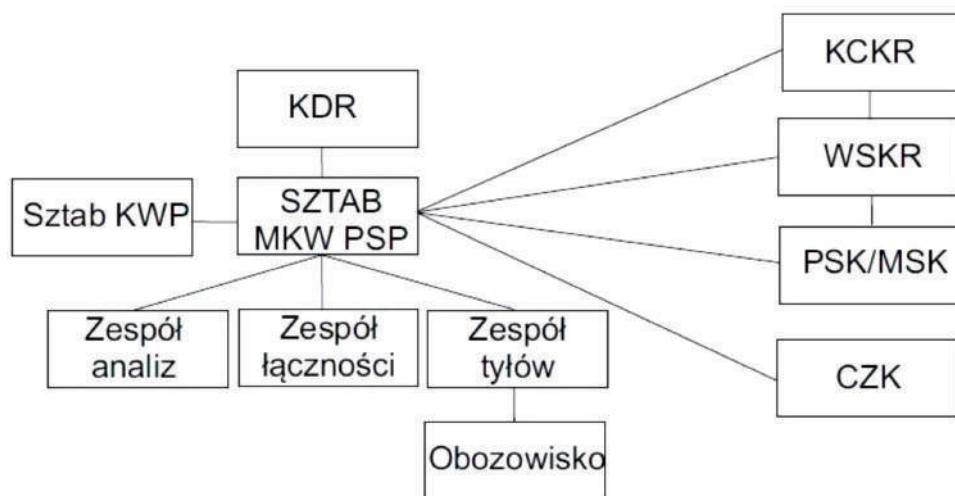 KCKR
KDR
WSKR
Sztab KWP
SZTAB
MKW PSP
PSK/MSK
Zespół
analiz
Zespół
łączności
Zespół
tyłów
CZK
Obozowisko